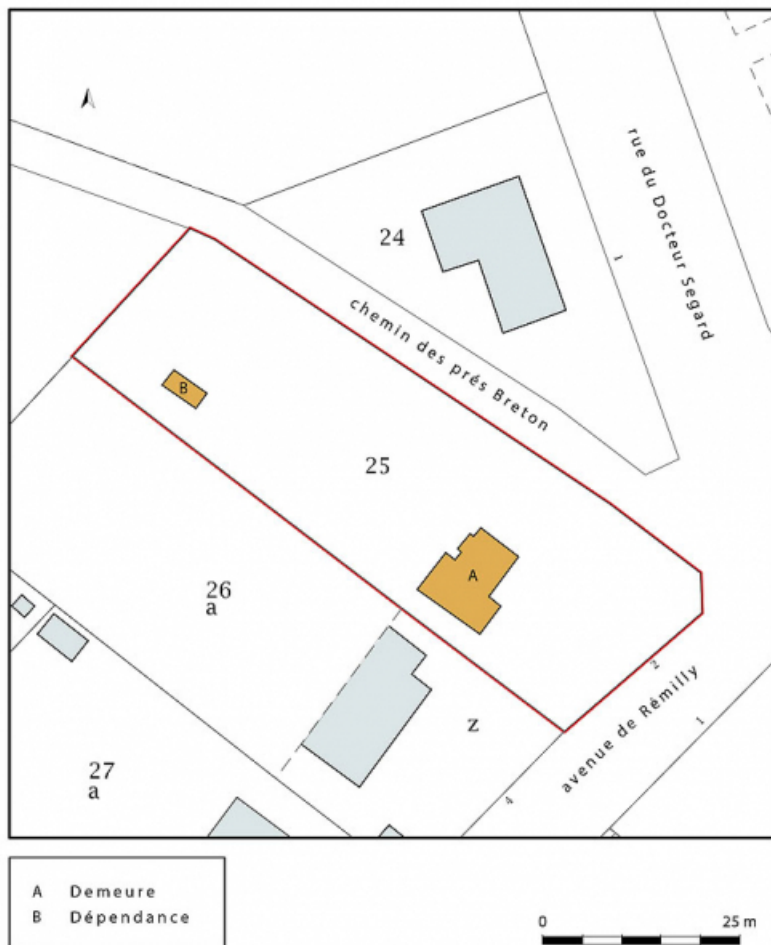 rue du Docteur Segard
1
24
chemin des prés Breton
B
25
A
26
a
2
avenue de Rémilly
1
z
4
27
a
A Demeure
B Dépendance
0 25 m